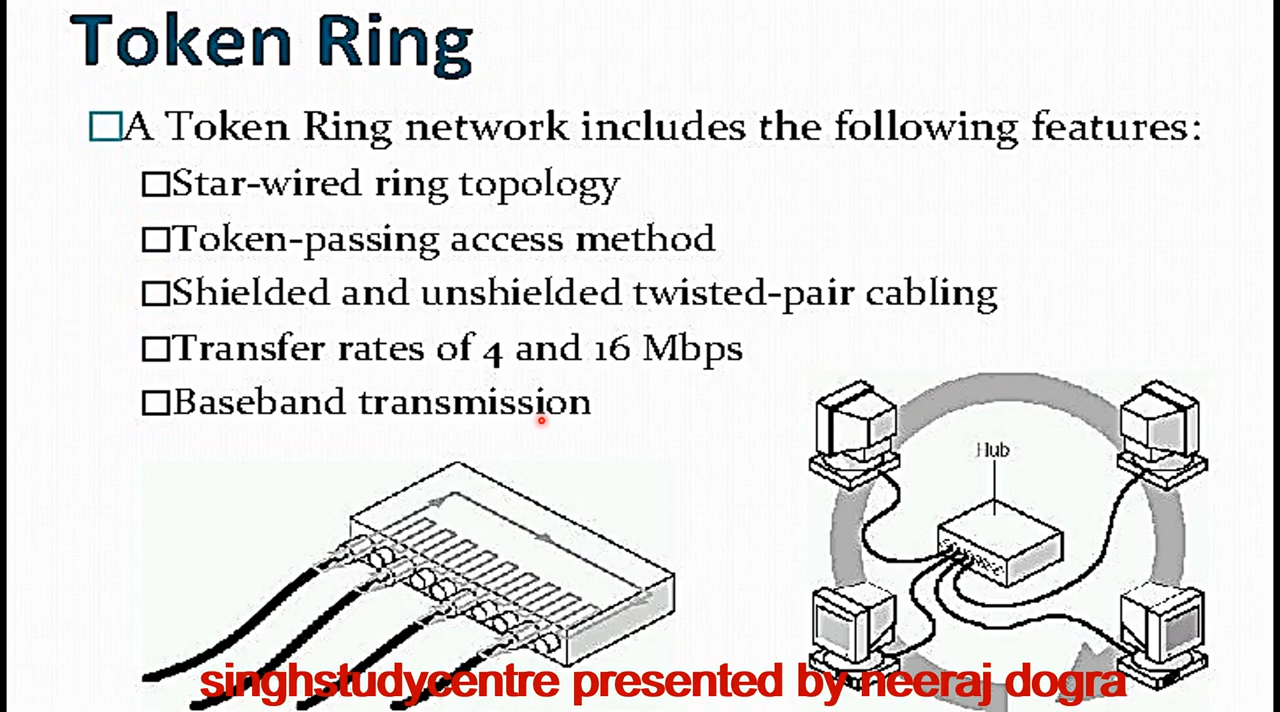 Token Ring
A Token Ring network includes the following features:
Star-wired ring topology
Token-passing access method
Shielded and unshielded twisted-pair cabling
Transfer rates of 4 and 16 Mbps
Baseband transmission
Hub
singhstudycentre presented by neeraj dogra